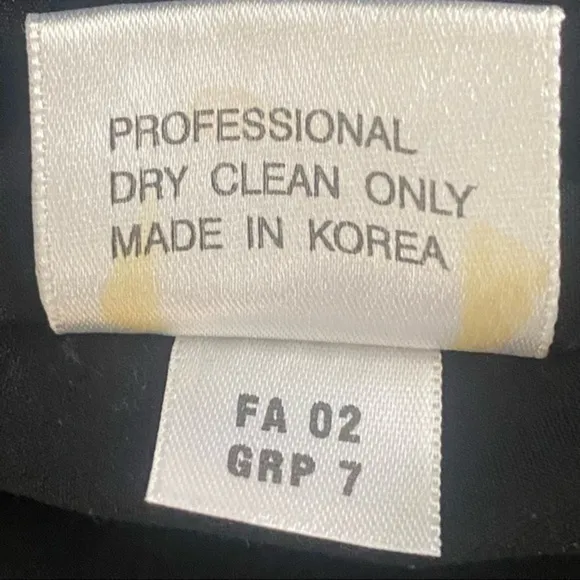 PROFESSIONAL
DRY CLEAN ONLY
MADE IN KOREA
FA 02
GRP 7